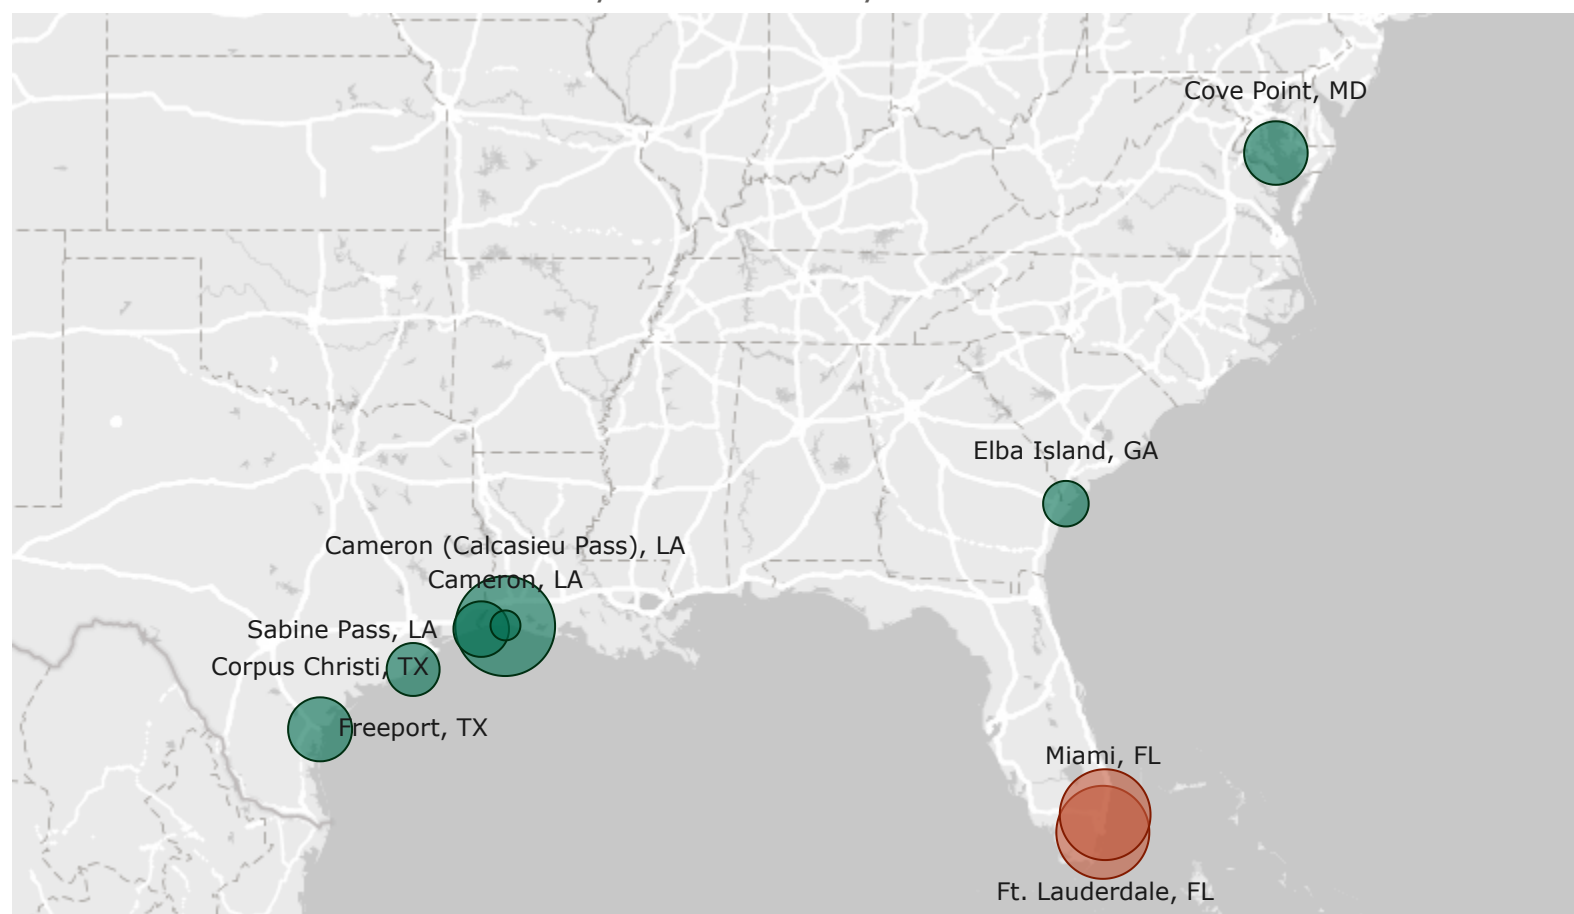 Cove Point, MD
Elba Island, GA
Cameron (Calcasieu Pass), LA
Cameron, LA
Sabine Pass, LA
Corpus Christi, TX
Freeport, TX
Miami, FL
Ft. Lauderdale, FL